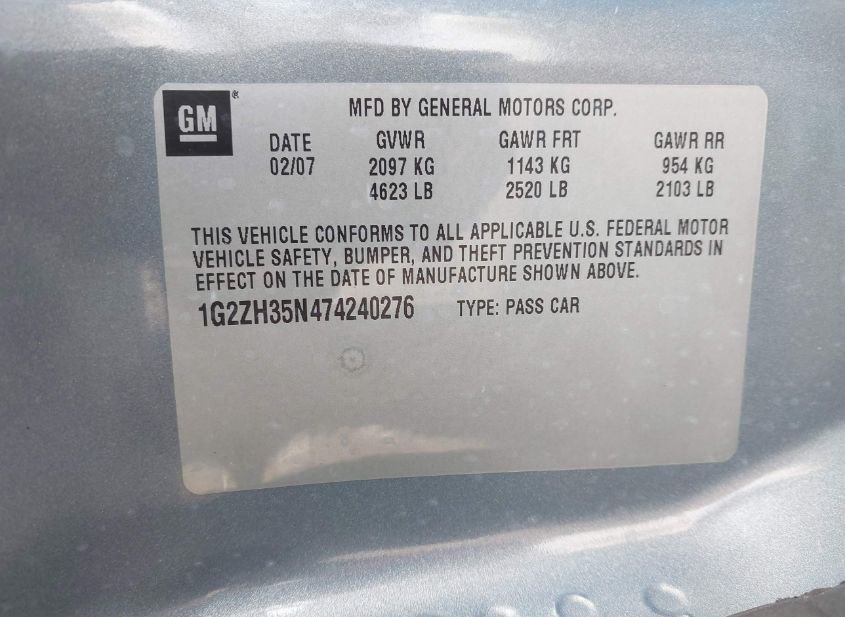 GM®
MFD BY GENERAL MOTORS CORP.
DATE GVWR GAWR FRT GAWR RR
02/07 2097 KG 1143 KG 954 KG
4623 LB 2520 LB 2103 LB
THIS VEHICLE CONFORMS TO ALL APPLICABLE U.S. FEDERAL MOTOR
VEHICLE SAFETY, BUMPER, AND THEFT PREVENTION STANDARDS IN
EFFECT ON THE DATE OF MANUFACTURE SHOWN ABOVE.
1G2ZH35N474240276 TYPE: PASS CAR